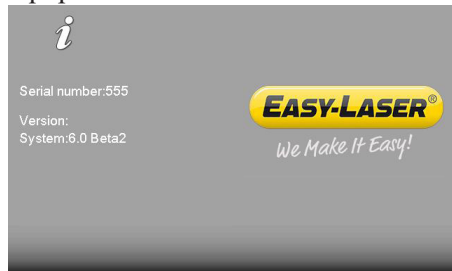 i
Serial number:555
Version:
System:6.0 Beta2
EASY-LASER®
We Make It Easy!